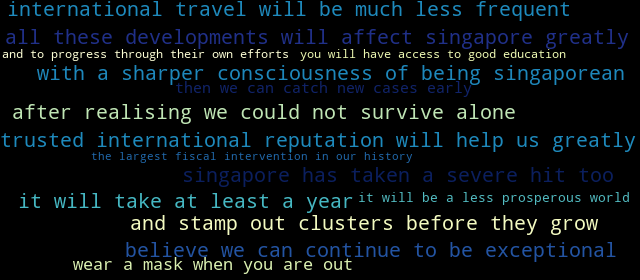 international travel will be much less frequent
all these developments will affect singapore greatly
and to progress through their own efforts
you will have access to good education
with a sharper consciousness of being singaporean
then we can catch new cases early
after realising we could not survive alone
trusted international reputation will help us greatly
the largest fiscal intervention in our history
singapore has taken a severe hit too
it will take at least a year
it will be a less prosperous world
and stamp out clusters before they grow
believe we can continue to be exceptional
wear a mask when you are out